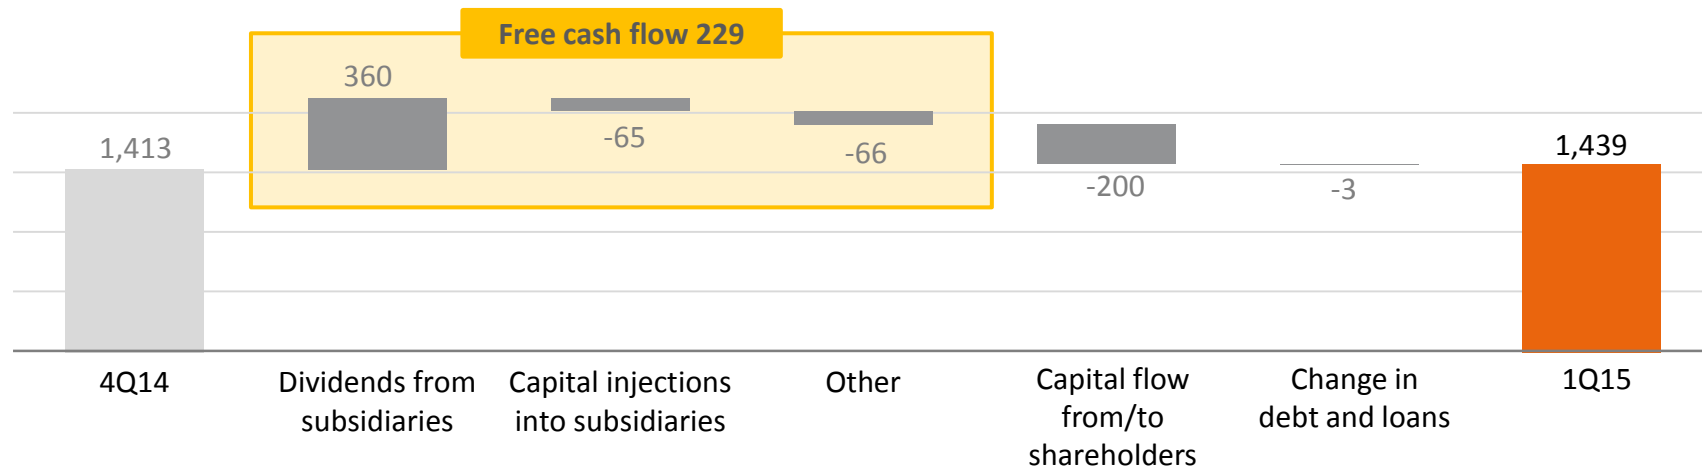 Free cash flow 229
1,413
360
-65
-66
-200
-3
1,439
4Q14
Dividends from
subsidiaries
Capital injections
into subsidiaries
Other
Capital flow
from/to
shareholders
Change in
debt and loans
1Q15